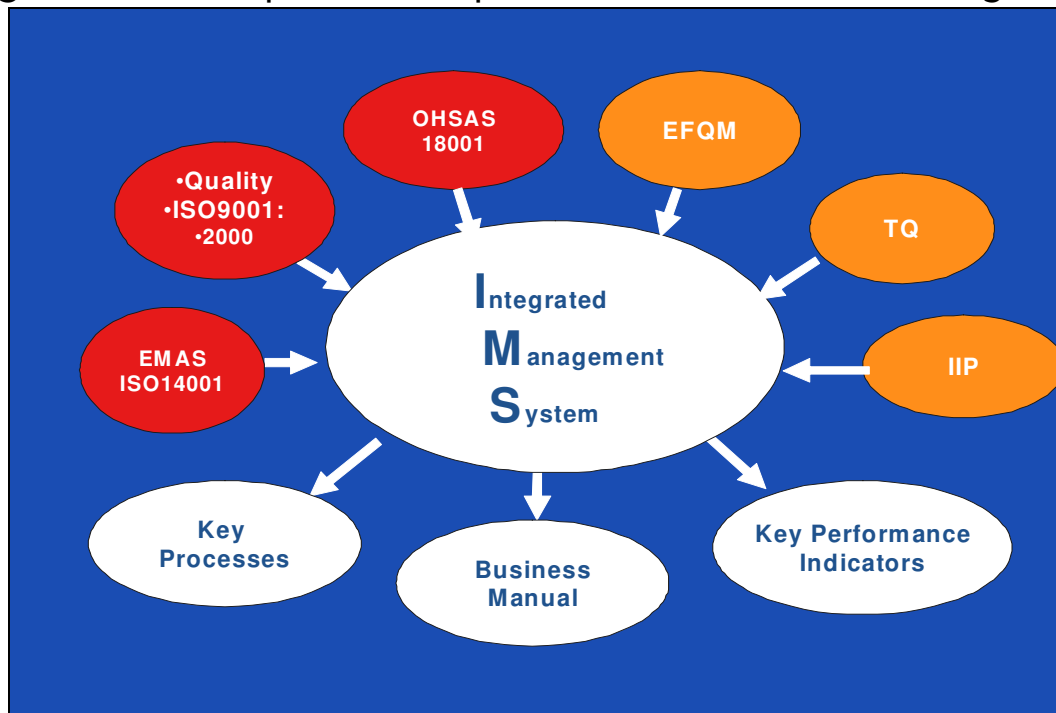 OHSAS
18001
EFQM
•Quality
•ISO9001:
•2000
TQ
Integrated
Management
System
EMAS
ISO14001
IIP
Key
Processes
Business
Manual
Key Performance
Indicators